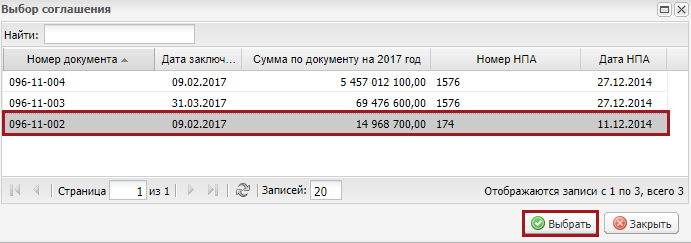 Выбор соглашения
Найти:
Номер документа Дата заключ... Сумма по документу на 2017 год Номер НПА Дата НПА
096-11-004 09.02.2017 5 457 012 100,00 1576 27.12.2014
096-11-003 31.03.2017 69 476 600,00 1576 27.12.2014
096-11-002 09.02.2017 14 968 700,00 174 11.12.2014
Страница 1 из 1 Записей: 20 Отображаются записи с 1 по 3, всего 3
Выбрать Закрыть